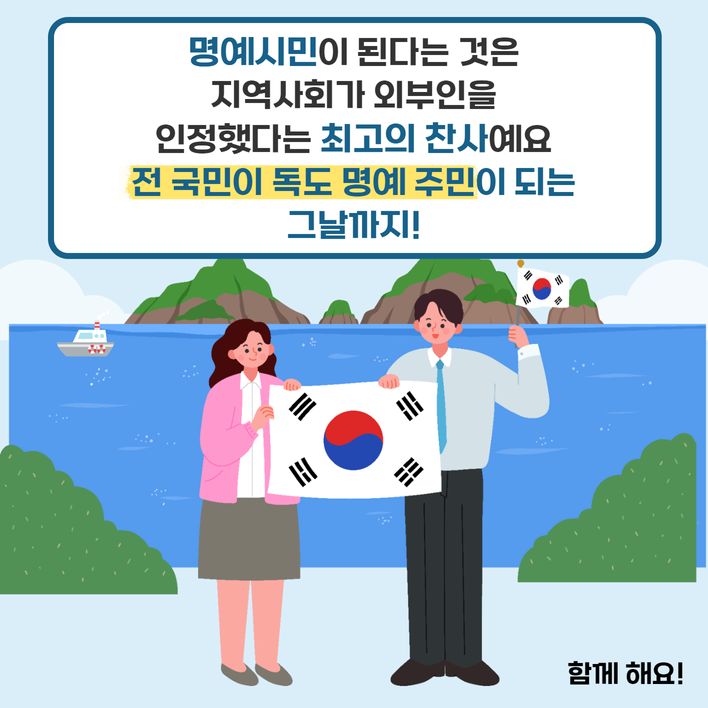 명예시민이 된다는 것은
지역사회가 외부인을
인정했다는 최고의 찬사예요
전 국민이 독도 명예 주민이 되는
그날까지!
함께 해요!